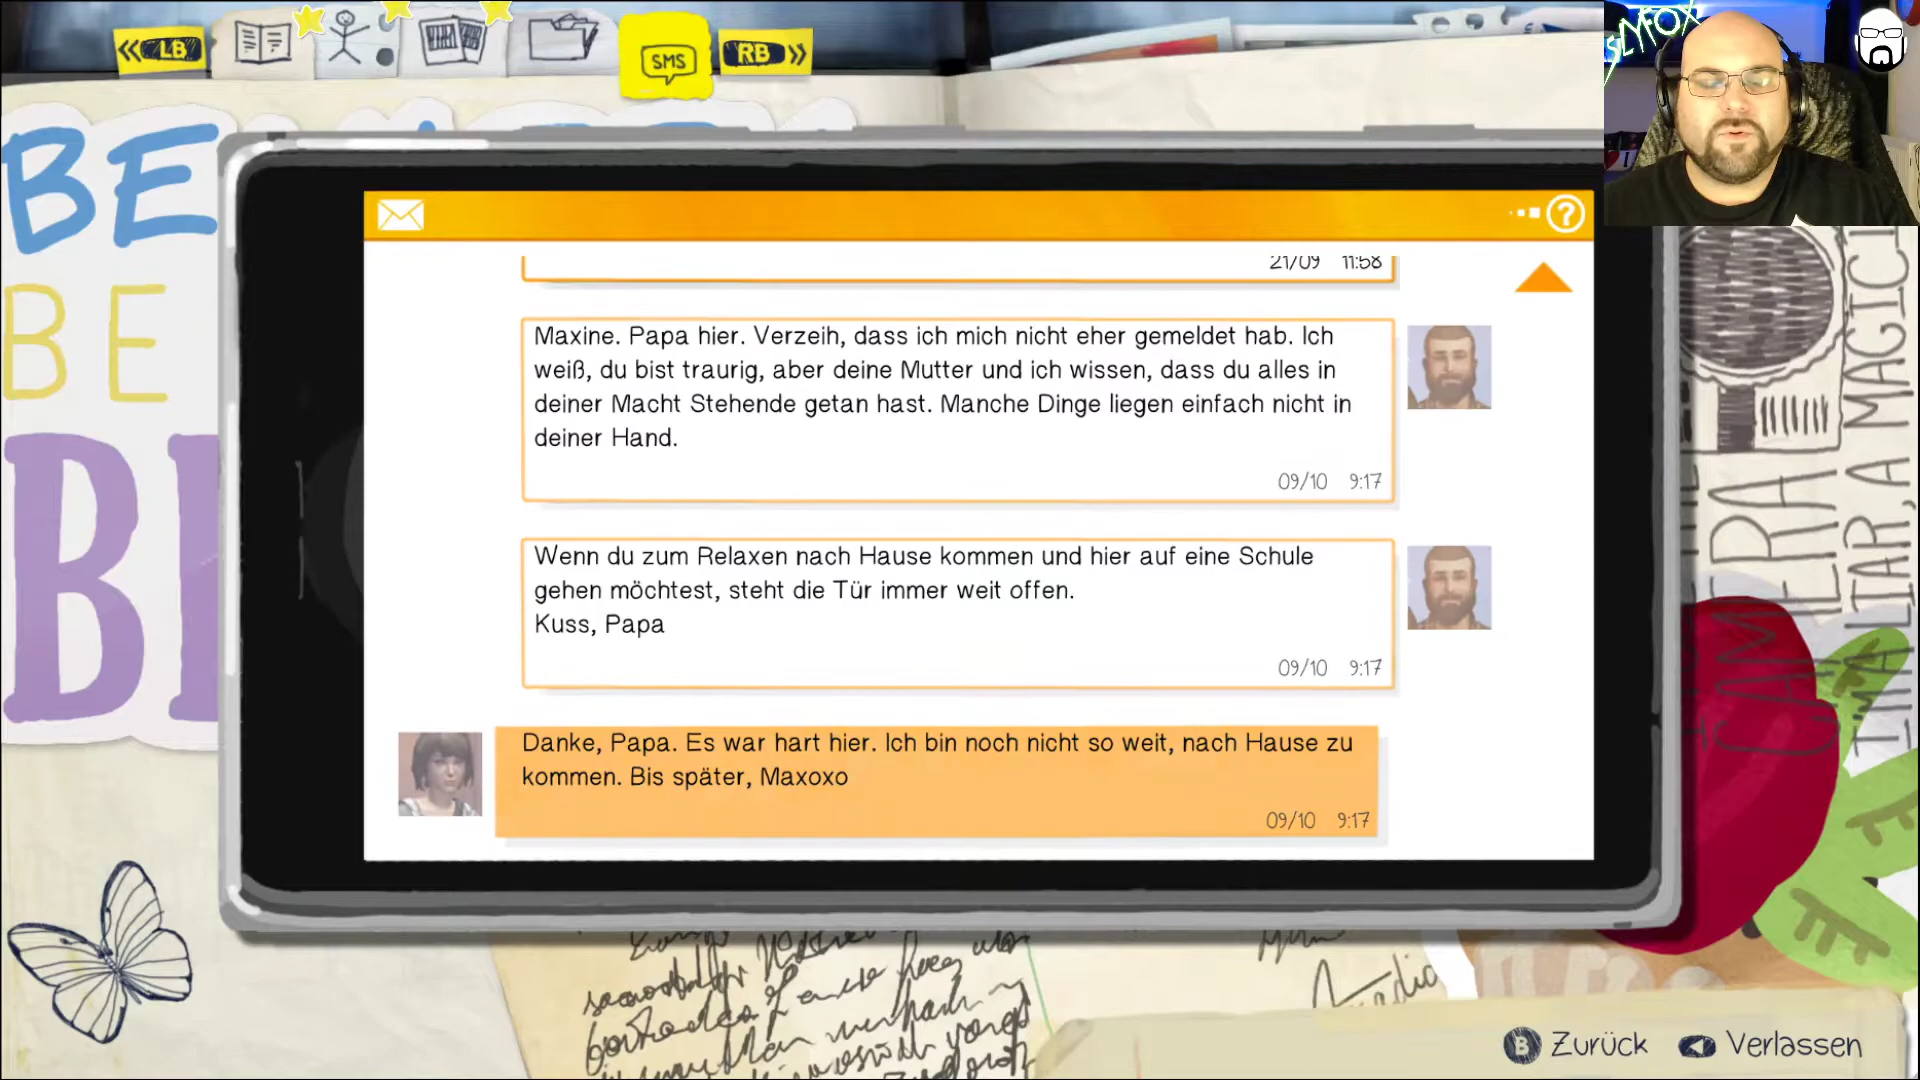 LB
SMS
RB
SLYFOX
BE
BE
21/09 11:58
Maxine. Papa hier. Verzeih, dass ich mich nicht eher gemeldet hab. Ich
weiß, du bist traurig, aber deine Mutter und ich wissen, dass du alles in
deiner Macht Stehende getan hast. Manche Dinge liegen einfach nicht in
deiner Hand.
09/10 9:17
Wenn du zum Relaxen nach Hause kommen und hier auf eine Schule
gehen möchtest, steht die Tür immer weit offen.
Kuss, Papa
09/10 9:17
Danke, Papa. Es war hart hier. Ich bin noch nicht so weit, nach Hause zu
kommen. Bis später, Maxoxo
09/10 9:17
B Zurück
Verlassen